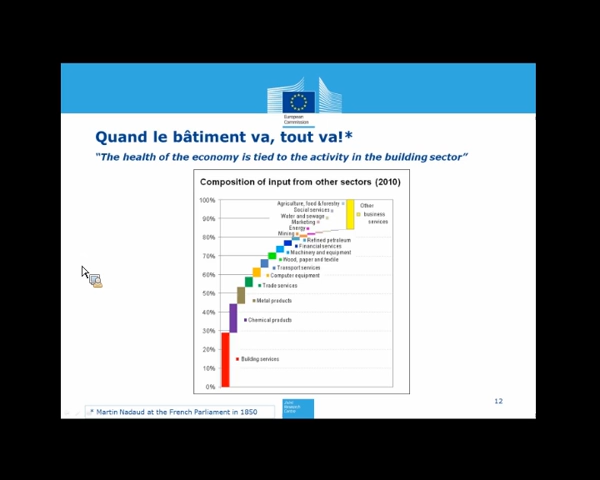 European
Commission
Quand le bâtiment va, tout va!*
“The health of the economy is tied to the activity in the building sector”
Composition of input from other sectors (2010)
100%
90%
80%
70%
60%
50%
40%
30%
20%
10%
0%
Agriculture, food & forestry
Social services
Water and sewage
Marketing
Energy
Mining
Other
business
services
Refined petroleum
Financial services
Machinery and equipment
Wood, paper and textile
Transport services
Computer equipment
Trade services
Metal products
Chemical products
Building services
12
* Martin Nadaud at the French Parliament in 1850
Joint
Research
Centre